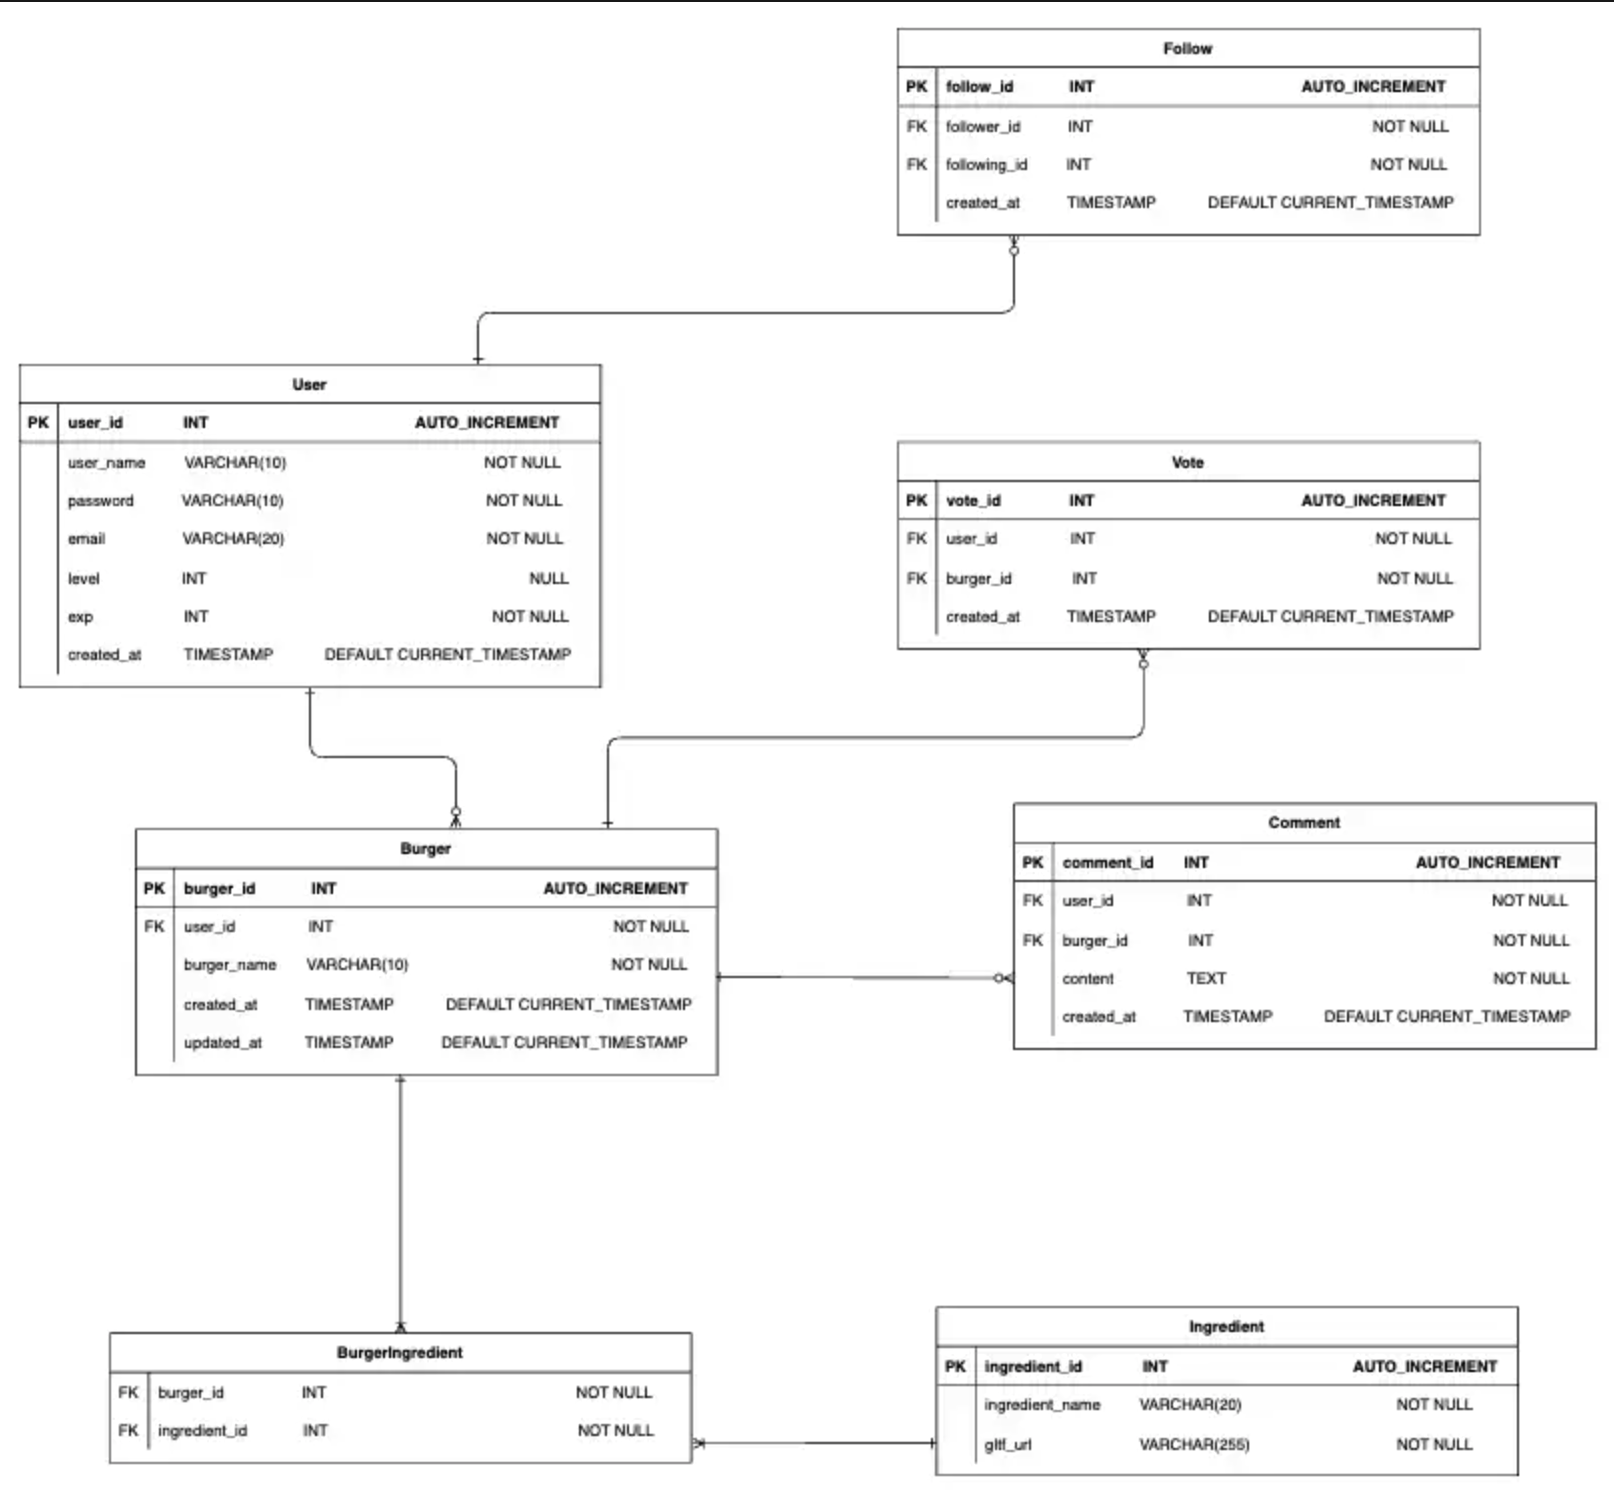 Follow
PK follow_id INT AUTO_INCREMENT
FK follower_id INT NOT NULL
FK following_id INT NOT NULL
created_at TIMESTAMP DEFAULT CURRENT_TIMESTAMP
User
PK user_id INT AUTO_INCREMENT
user_name VARCHAR(10) NOT NULL
password VARCHAR(10) NOT NULL
email VARCHAR(20) NOT NULL
level INT NULL
exp INT NOT NULL
created_at TIMESTAMP DEFAULT CURRENT_TIMESTAMP
Vote
PK vote_id INT AUTO_INCREMENT
FK user_id INT NOT NULL
FK burger_id INT NOT NULL
created_at TIMESTAMP DEFAULT CURRENT_TIMESTAMP
Burger
PK burger_id INT AUTO_INCREMENT
FK user_id INT NOT NULL
burger_name VARCHAR(10) NOT NULL
created_at TIMESTAMP DEFAULT CURRENT_TIMESTAMP
updated_at TIMESTAMP DEFAULT CURRENT_TIMESTAMP
Comment
PK comment_id INT AUTO_INCREMENT
FK user_id INT NOT NULL
FK burger_id INT NOT NULL
content TEXT NOT NULL
created_at TIMESTAMP DEFAULT CURRENT_TIMESTAMP
BurgerIngredient
FK burger_id INT NOT NULL
FK ingredient_id INT NOT NULL
Ingredient
PK ingredient_id INT AUTO_INCREMENT
ingredient_name VARCHAR(20) NOT NULL
gltf_url VARCHAR(255) NOT NULL